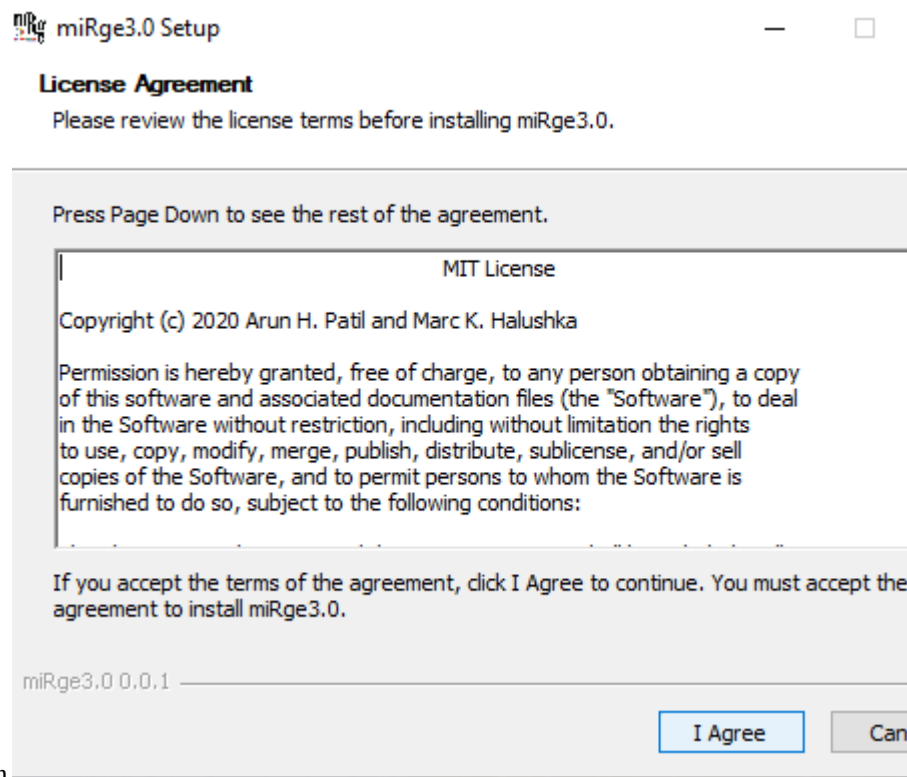 miRge3.0 Setup
License Agreement
Please review the license terms before installing miRge3.0.
Press Page Down to see the rest of the agreement.
MIT License
Copyright (c) 2020 Arun H. Patil and Marc K. Halushka
Permission is hereby granted, free of charge, to any person obtaining a copy
of this software and associated documentation files (the "Software"), to deal
in the Software without restriction, including without limitation the rights
to use, copy, modify, merge, publish, distribute, sublicense, and/or sell
copies of the Software, and to permit persons to whom the Software is
furnished to do so, subject to the following conditions:
If you accept the terms of the agreement, click I Agree to continue. You must accept the
agreement to install miRge3.0.
miRge3.0 0.0.1
I Agree
Can